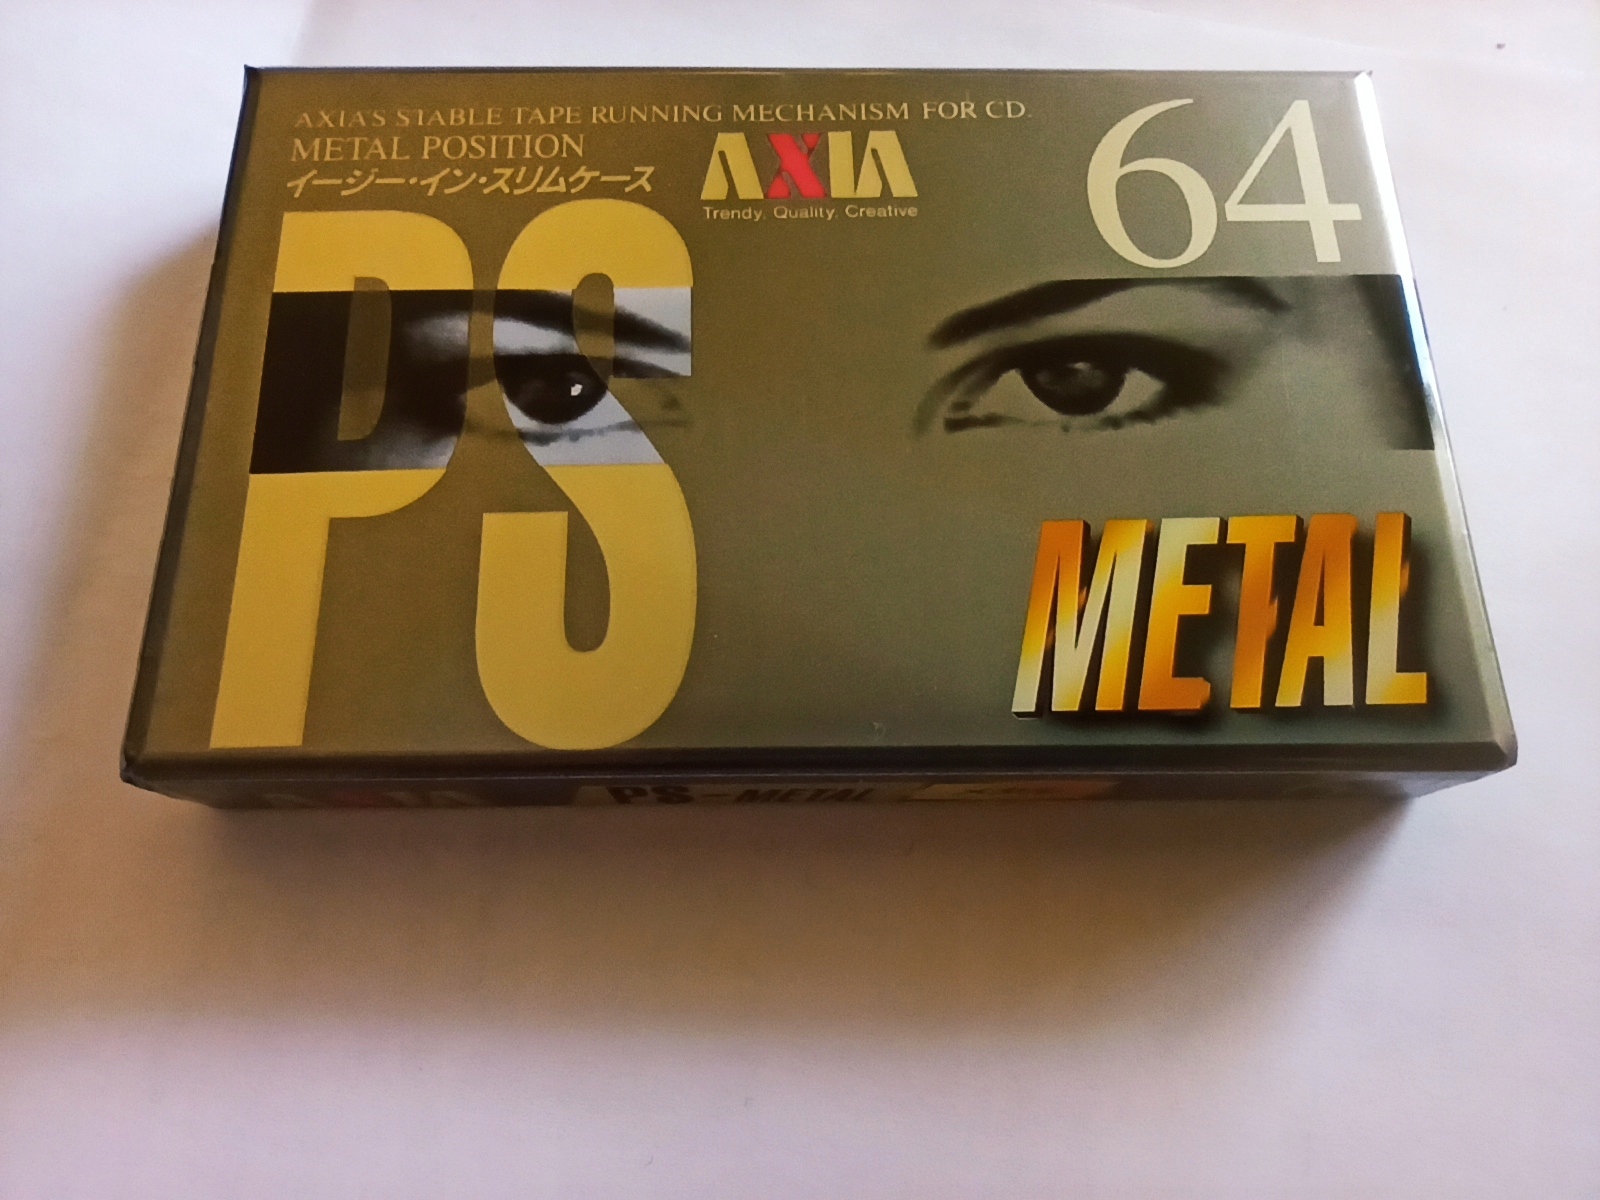 AXIA'S STABLE TAPE RUNNING MECHANISM FOR CD.
METAL POSITION
イージー・イン・スリムケース
AXIA
Trendy, Quality, Creative
64
PS
METAL
AXIA
PS-METAL